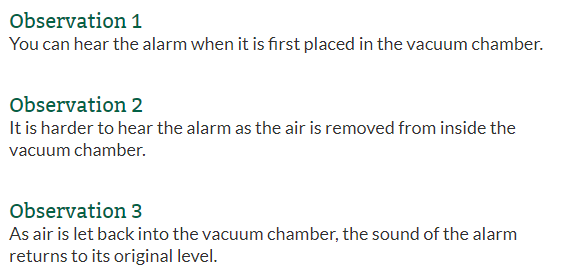 Observation 1
You can hear the alarm when it is first placed in the vacuum chamber.
Observation 2
It is harder to hear the alarm as the air is removed from inside the
vacuum chamber.
Observation 3
As air is let back into the vacuum chamber, the sound of the alarm
returns to its original level.